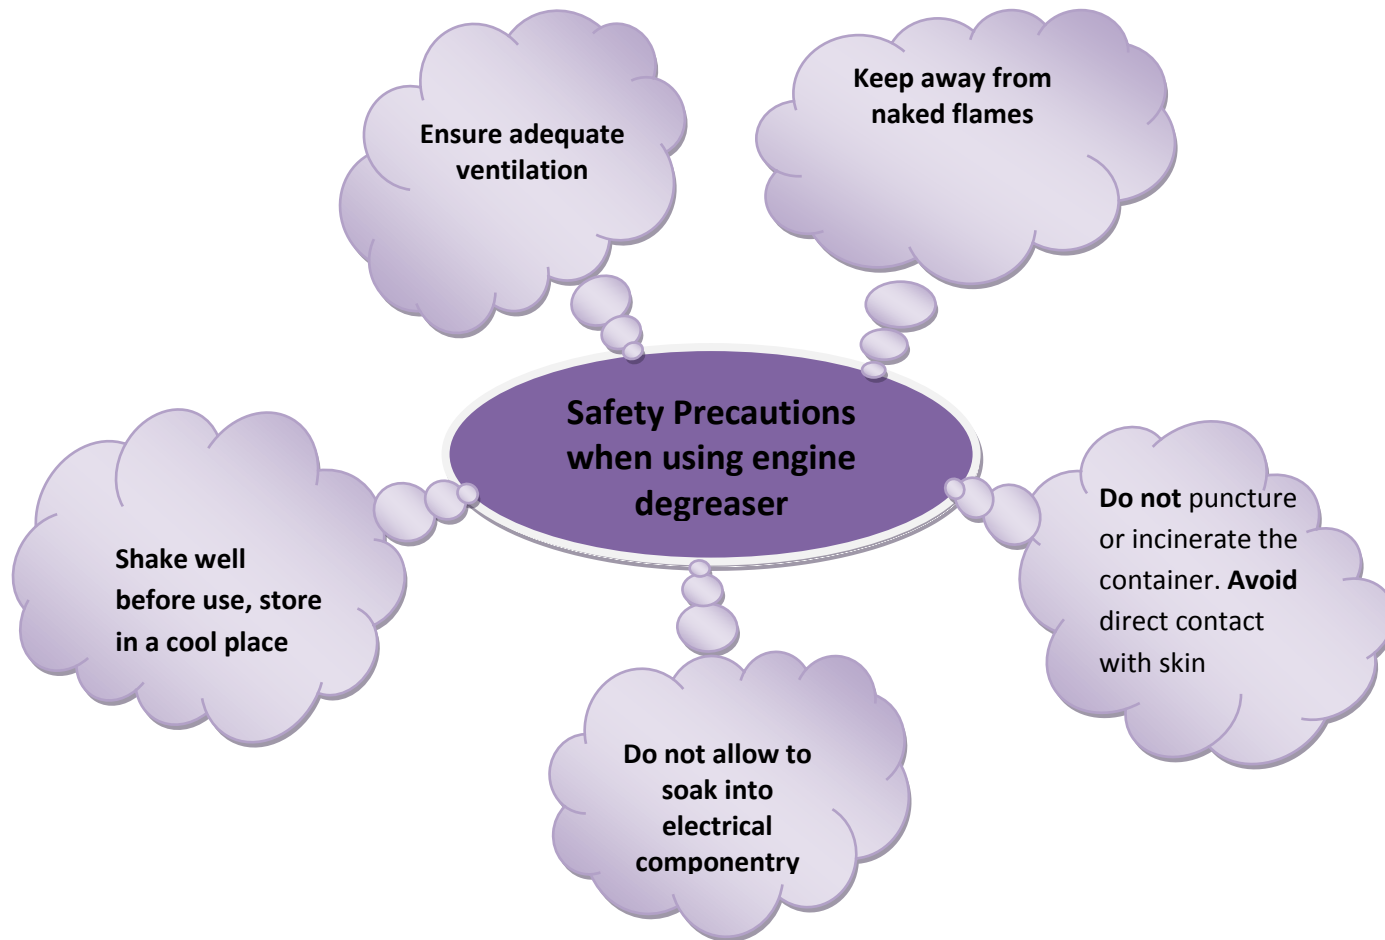 Ensure adequate
ventilation
Keep away from
naked flames
Safety Precautions
when using engine
degreaser
Shake well
before use, store
in a cool place
Do not puncture
or incinerate the
container. Avoid
direct contact
with skin
Do not allow to
soak into
electrical
componentry